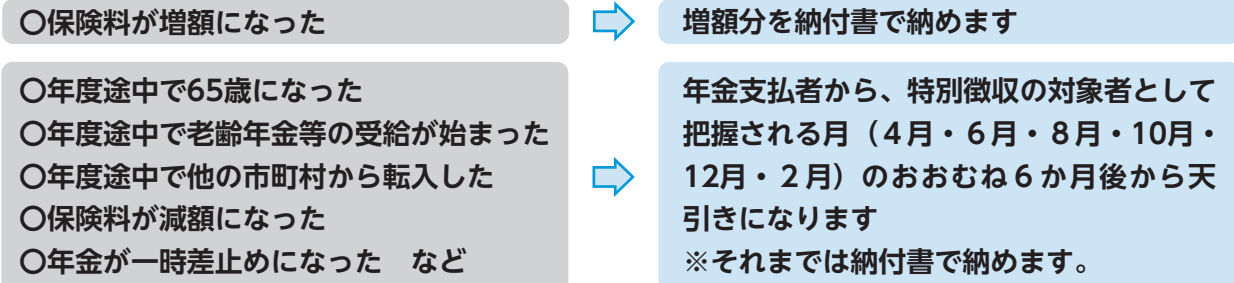 〇保険料が増額になった
増額分を納付書で納めます
〇年度途中で65歳になった
〇年度途中で老齢年金等の受給が始まった
〇年度途中で他の市町村から転入した
〇保険料が減額になった
〇年金が一時差止めになった　など
年金支払者から、特別徴収の対象者として
把握される月（４月・６月・８月・10月・
12月・２月）のおおむね６か月後から天
引きになります
※それまでは納付書で納めます。